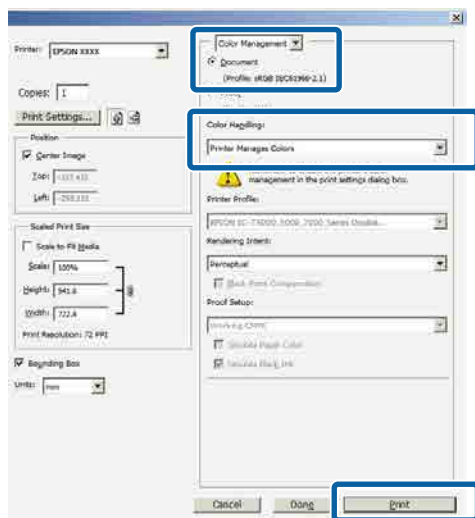 Printer: EPSON XXXX
Copies: 1
Print Settings...
Position
Center Image
Top:
Left:
Scaled Print Size
Scale to Fit Media
Scale: 100%
Height: 941.6
Width: 722.4
Print Resolution: 72 PPI
Bounding Box
Units: mm
Color Management
Document
(Profile: sRGB IEC61966-2.1)
Color Handling:
Printer Manages Colors
management in the print settings dialog box.
Printer Profile:
Rendering Intent:
Perceptual
Black Point Compensation
Proof Setup:
Working CMYK
Simulate Paper Color
Simulate Black Ink
Cancel
Done
Print